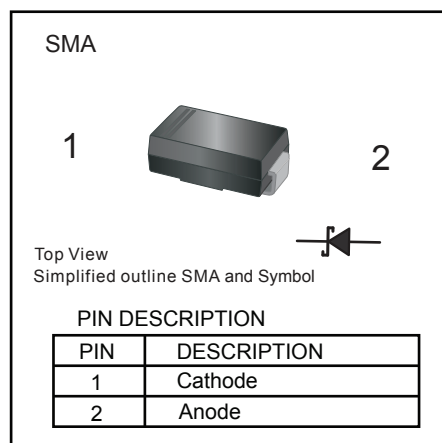 SMA
1
2
Top View
Simplified outline SMA and Symbol
PIN DESCRIPTION
PIN DESCRIPTION
1 Cathode
2 Anode